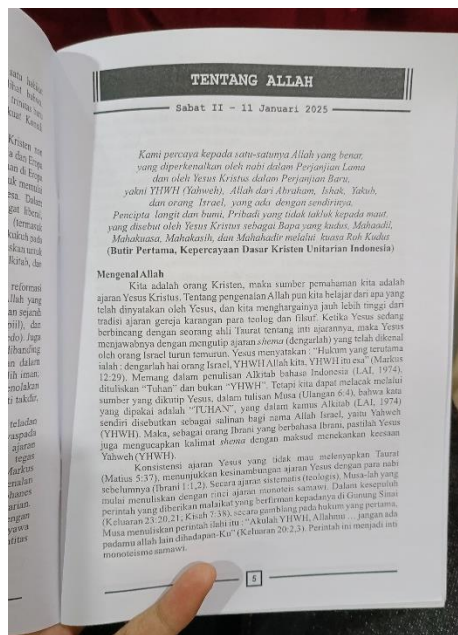 TENTANG ALLAH
Sabat II - 11 Januari 2025
Kami percaya kepada satu-satunya Allah yang benar,
yang diperkenalkan oleh nabi dalam Perjanjian Lama
dan oleh Yesus Kristus dalam Perjanjian Baru,
yakni YHWH (Yahweh), Allah dari Abraham, Ishak, Yakub,
dan orang Israel, yang ada dengan sendirinya,
Pencipta langit dan bumi, Pribadi yang tidak takluk kepada maut,
yang disebut oleh Yesus Kristus sebagai Bapa yang kudus, Mahaadil,
Mahakuasa, Mahakasih, dan Mahahadir melalui kuasa Roh Kudus
(Butir Pertama, Kepercayaan Dasar Kristen Unitarian Indonesia)
Mengenal Allah
Kita adalah orang Kristen, maka sumber pemahaman kita adalah
ajaran Yesus Kristus. Tentang pengenalan Allah pun kita belajar dari apa yang
telah dinyatakan oleh Yesus, dan kita menghargainya jauh lebih tinggi dari
tradisi ajaran gereja karangan para teolog dan filsuf. Ketika Yesus sedang
berbincang dengan seorang ahli Taurat tentang inti ajarannya, maka Yesus
menjawabnya dengan mengutip ajaran shema (dengarlah) yang telah dikenal
oleh orang Israel turun temurun. Yesus menyatakan : "Hukum yang terutama
ialah : dengarlah hai orang Israel, YHWH Allah kita, YHWH itu esa" (Markus
12:29). Memang dalam penulisan Alkitab bahasa Indonesia (LAI, 1974),
dituliskan "Tuhan" dan bukan "YHWH". Tetapi kita dapat melacak melalui
sumber yang dikutip Yesus, dalam tulisan Musa (Ulangan 6:4), bahwa kata
yang dipakai adalah "TUHAN", yang dalam kamus Alkitab (LAI, 1974)
sendiri disebutkan sebagai salinan bagi nama Allah Israel, yaitu Yahweh
(YHWH). Maka, sebagai orang Ibrani yang berbahasa Ibrani, pastilah Yesus
juga mengucapkan kalimat shema dengan maksud menekankan keesaan
Yahweh (YHWH).
Konsistensi ajaran Yesus yang tidak mau melenyapkan Taurat
(Matius 5:37), menunjukkan kesinambungan ajaran Yesus dengan para nabi
sebelumnya (Ibrani 1:1,2). Secara ajaran sistematis (teologis), Musa-lah yang
mulai menuliskan dengan rinci ajaran monoteis samawi. Dalam kesepuluh
perintah yang diberikan malaikat yang berfirman kepadanya di Gunung Sinai
(Keluaran 23:20,21, Kisah 7:38), secara gamblang pada hukum yang pertama,
Musa menuliskan perintah ilahi itu : "Akulah YHWH, Allahmu ... jangan ada
padamu allah lain dihadapan-Ku" (Keluaran 20:2,3). Perintah ini menjadi inti
monoteisme samawi.
5